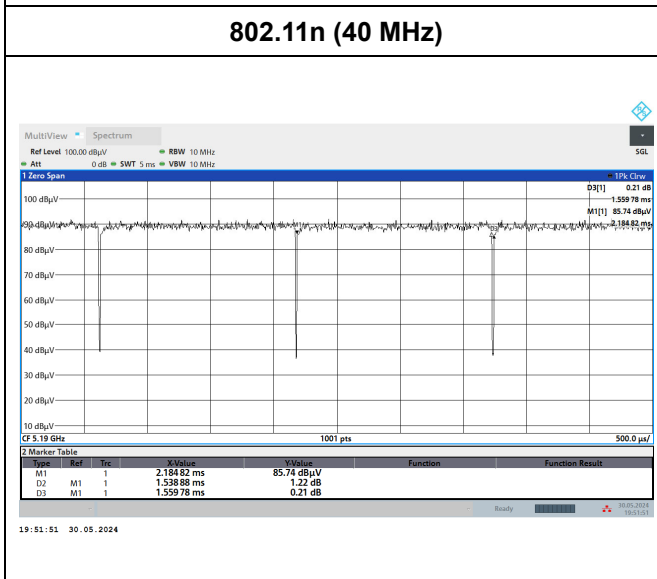 802.11n (40 MHz)
MultiView Spectrum
Ref Level 100.00 dBµV RBW 10 MHz SGL
Att 0 dB SWT 5 ms VBW 10 MHz
1 Zero Span 1Pk Clrw
D3[1] 0.21 dB
1.559 78 ms
M1[1] 85.74 dBµV
2.184 82 ms
100 dBµV
90 dBµV
80 dBµV
70 dBµV
60 dBµV
50 dBµV
40 dBµV
30 dBµV
20 dBµV
10 dBµV
D3
CF 5.19 GHz 1001 pts 500.0 µs/
2 Marker Table
Type Ref Trc X-Value Y-Value Function Function Result
M1 1 2.184 82 ms 85.74 dBµV
D2 M1 1 1.538 88 ms 1.22 dB
D3 M1 1 1.559 78 ms 0.21 dB
Ready 30.05.2024
19:51:51
19:51:51 30.05.2024